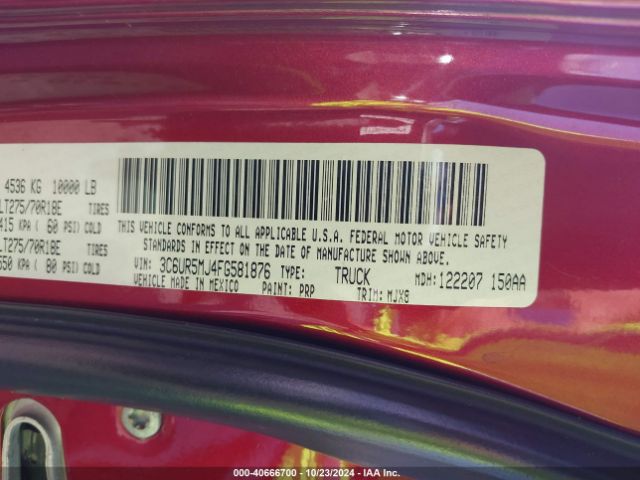 4536 KG 10000 LB
LT275/70R18E TIRES
415 KPA ( 60 PSI)
LT275/70R18E TIRES
550 KPA ( 80 PSI)
THIS VEHICLE CONFORMS TO ALL APPLICABLE U.S.A. FEDERAL MOTOR VEHICLE SAFETY
STANDARDS IN EFFECT ON THE DATE OF MANUFACTURE SHOWN ABOVE.
VIN: 3C6UR5MJ4FG581876 TYPE: TRUCK MDH: 122207 150AA
VEHICLE MADE IN MEXICO PAINT: PRP TRIM: MJX8
000-40666700 | 10/23/2024 | IAA Inc.